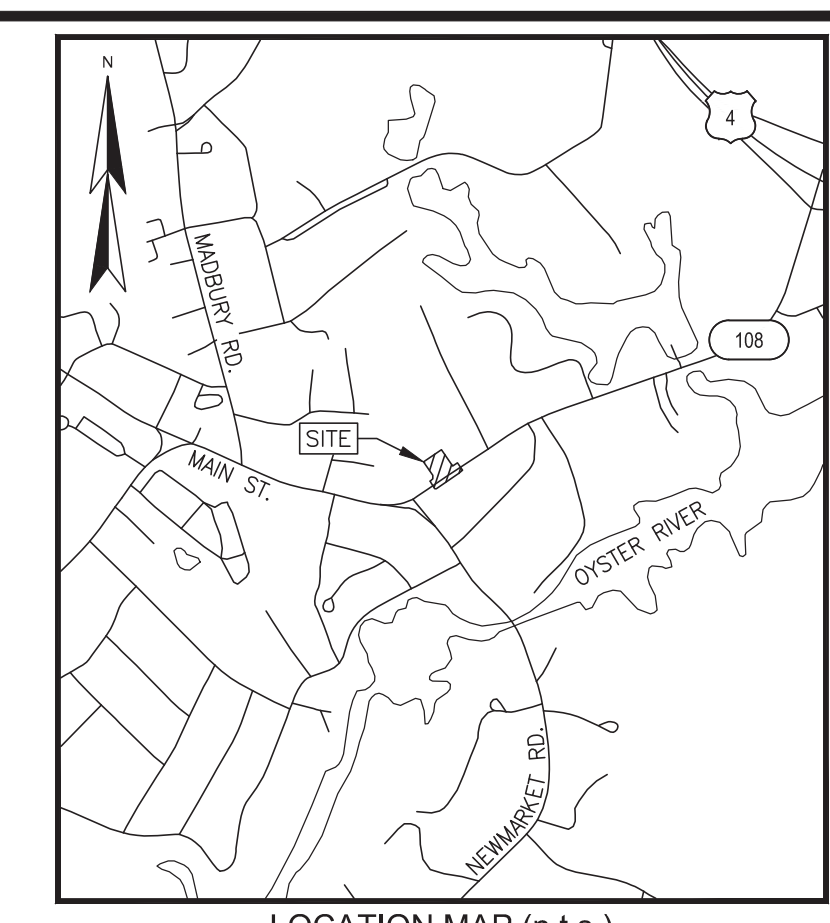 N
4
MADBURY RD.
108
SITE
MAIN ST.
OYSTER RIVER
NEWMARKET RD.
LOCATION MAP (n.t.s.)